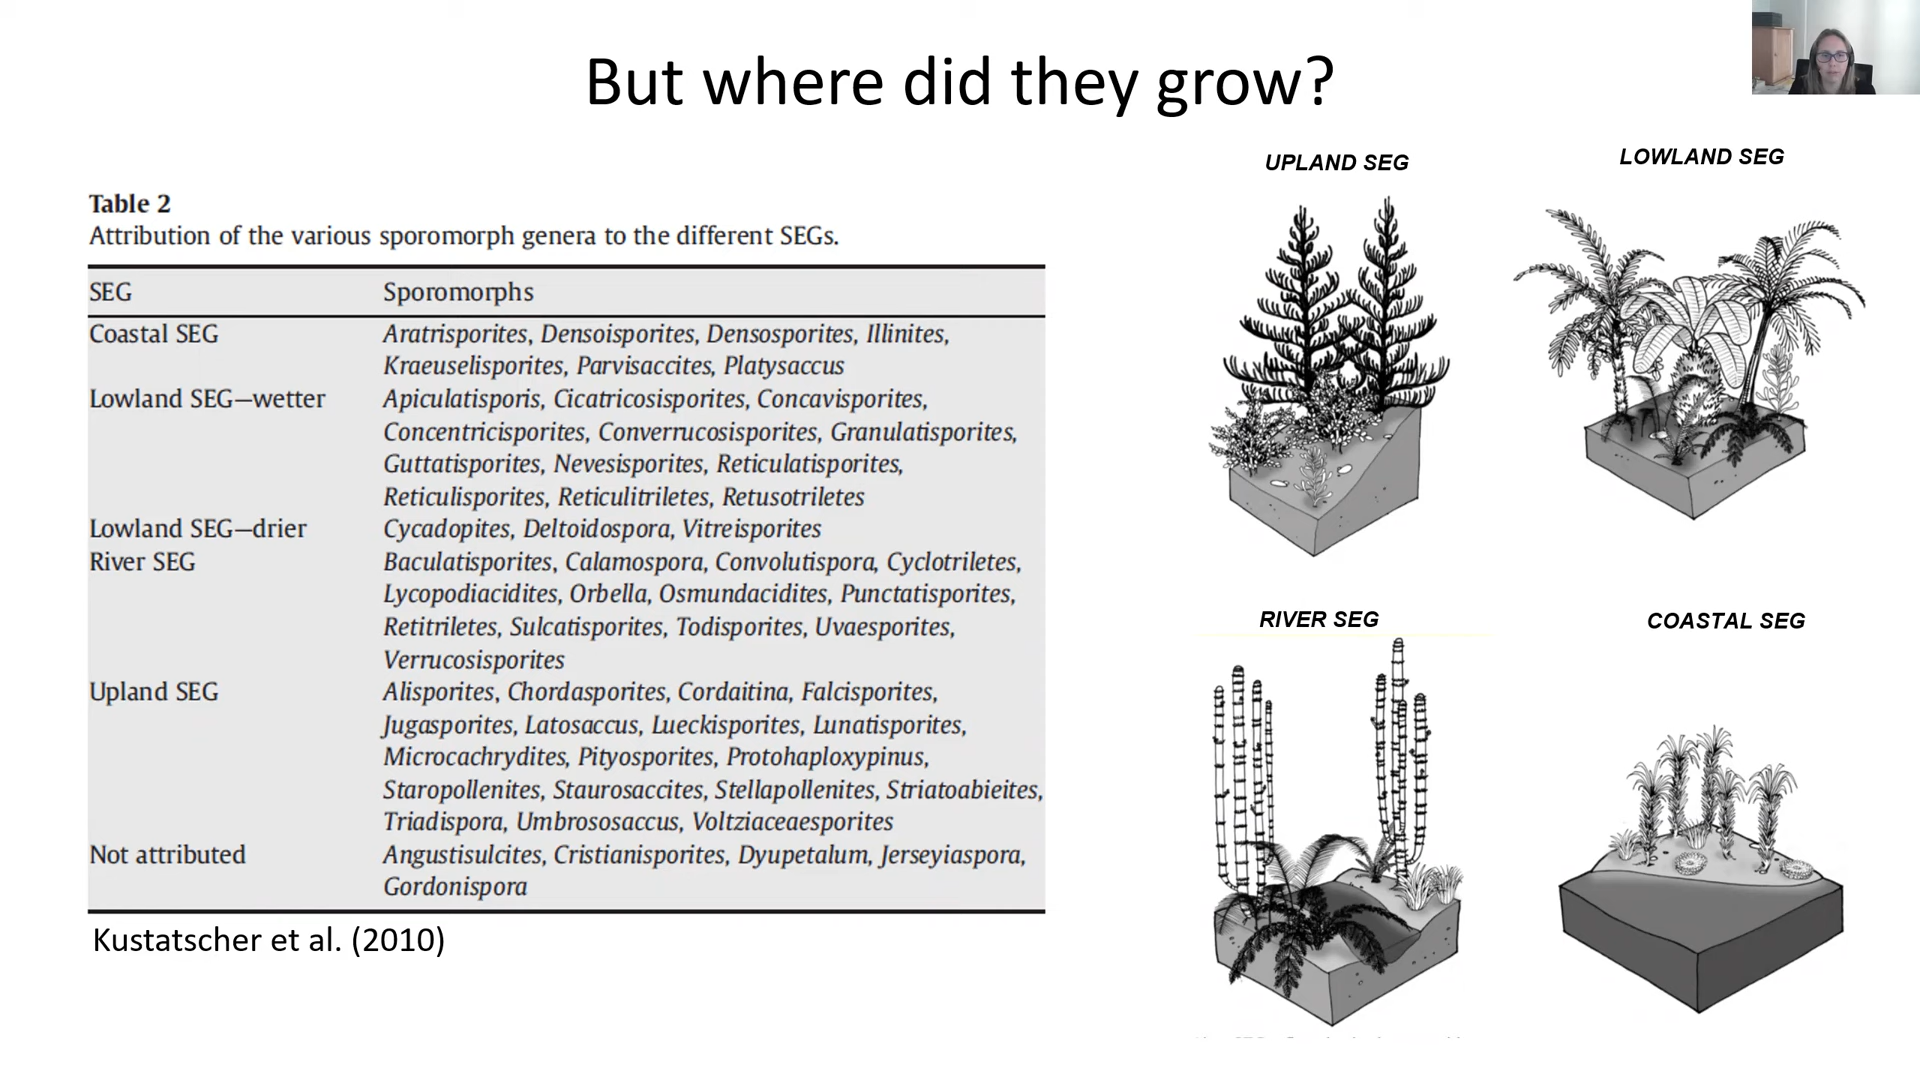 But where did they grow?
Table 2
Attribution of the various sporomorph genera to the different SEGs.
SEG Sporomorphs
Coastal SEG Aratrisporites, Densoisporites, Densosporites, Illinites,
Kraeuselisporites, Parvisaccites, Platysaccus
Lowland SEG—wetter Apiculatisporis, Cicatricosisporites, Concavisporites,
Concentricisporites, Converrucosisporites, Granulatisporites,
Guttatisporites, Nevesisporites, Reticulatisporites,
Reticulisporites, Reticulitriletes, Retusotriletes
Lowland SEG—drier Cycadopites, Deltoidospora, Vitreisporites
River SEG Baculatisporites, Calamospora, Convolutispora, Cyclotriletes,
Lycopodiacidites, Orbella, Osmundacidites, Punctatisporites,
Retitriletes, Sulcatisporites, Todisporites, Uvaesporites,
Verrucosisporites
Upland SEG Alisporites, Chordasporites, Cordaitina, Falcisporites,
Jugasporites, Latosaccus, Lueckisporites, Lunatisporites,
Microcachrydites, Pityosporites, Protohaploxypinus,
Staropollenites, Staurosaccites, Stellapollenites, Striatoabieites,
Triadispora, Umbrososaccus, Voltziaceaesporites
Not attributed Angustisulcites, Cristianisporites, Dyupetalum, Jerseyiaspora,
Gordonispora
Kustatscher et al. (2010)
UPLAND SEG
LOWLAND SEG
RIVER SEG
COASTAL SEG